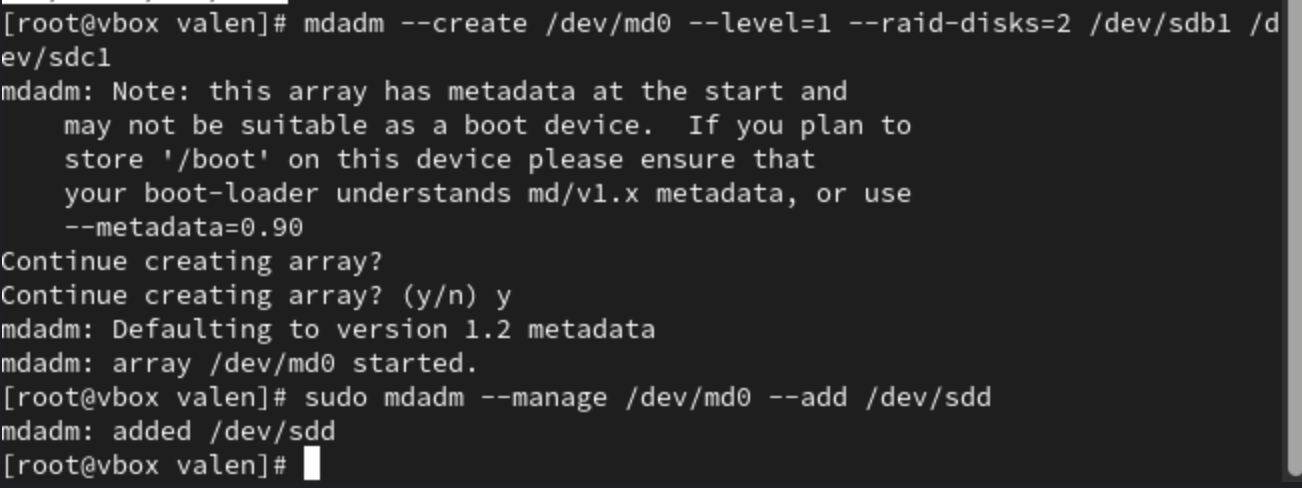 [root@vbox valen]# mdadm --create /dev/md0 --level=1 --raid-disks=2 /dev/sdb1 /d
ev/sdc1
mdadm: Note: this array has metadata at the start and
    may not be suitable as a boot device.  If you plan to
    store '/boot' on this device please ensure that
    your boot-loader understands md/v1.x metadata, or use
    --metadata=0.90
Continue creating array?
Continue creating array? (y/n) y
mdadm: Defaulting to version 1.2 metadata
mdadm: array /dev/md0 started.
[root@vbox valen]# sudo mdadm --manage /dev/md0 --add /dev/sdd
mdadm: added /dev/sdd
[root@vbox valen]#